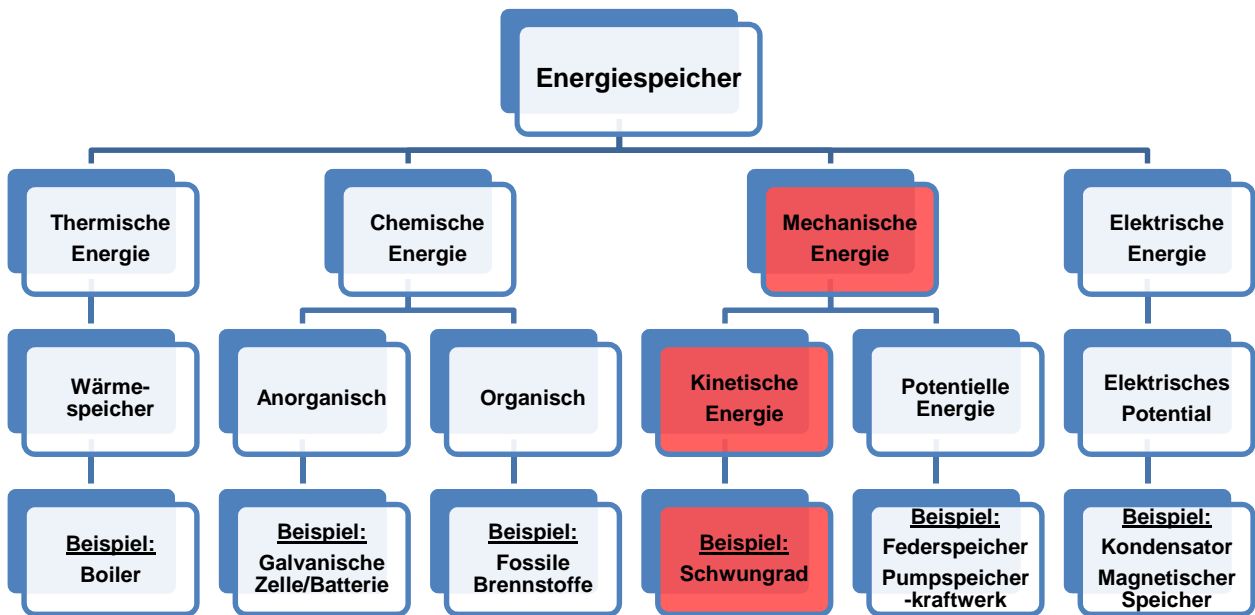 Energiespeicher
Thermische
Energie
Chemische
Energie
Mechanische
Energie
Elektrische
Energie
Wärme-
speicher
Anorganisch
Organisch
Kinetische
Energie
Potentielle
Energie
Elektrisches
Potential
Beispiel:
Boiler
Beispiel:
Galvanische
Zelle/Batterie
Beispiel:
Fossile
Brennstoffe
Beispiel:
Schwungrad
Beispiel:
Federspeicher
Pumpspeicher
-kraftwerk
Beispiel:
Kondensator
Magnetischer
Speicher